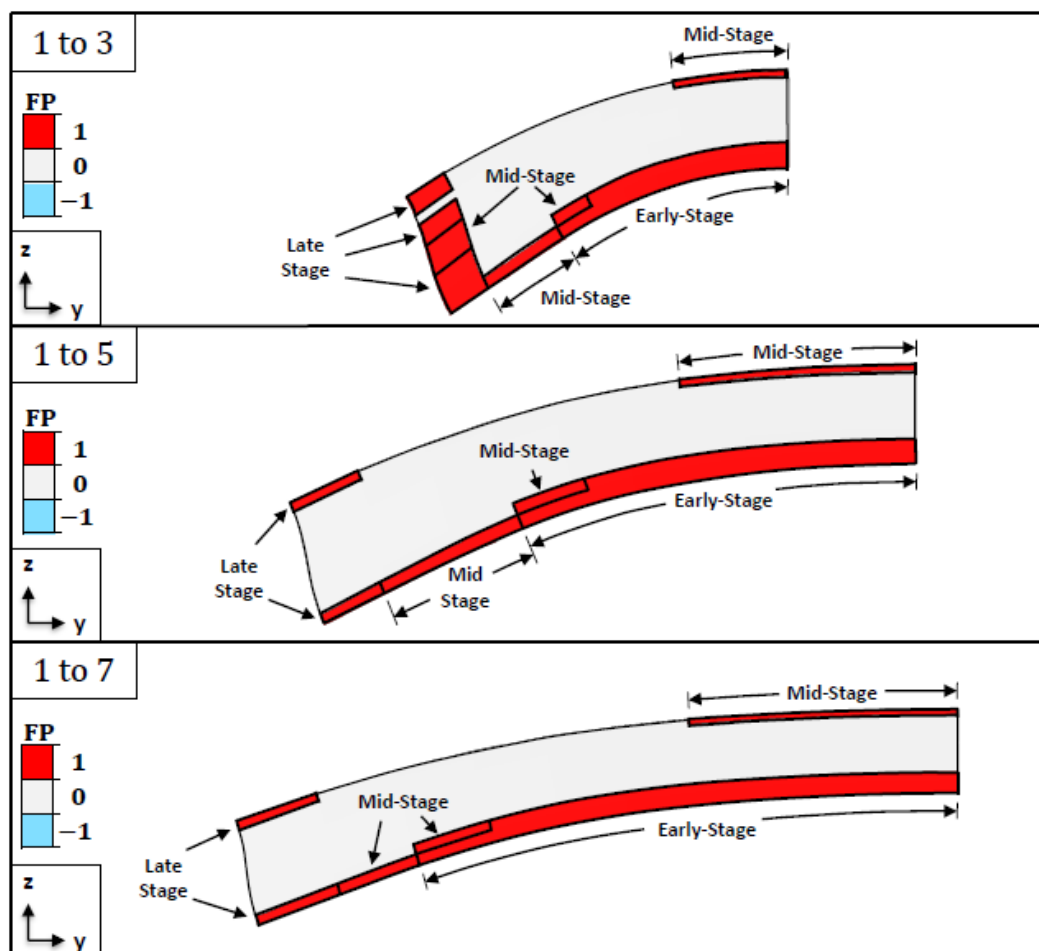 1 to 3
Mid-Stage
FP
1
0
−1
Mid-Stage
Early-Stage
Late
Stage
Mid-Stage
z
y
1 to 5
Mid-Stage
FP
1
0
−1
Mid-Stage
Early-Stage
Late
Stage
Mid
Stage
z
y
1 to 7
Mid-Stage
FP
1
0
−1
Mid-Stage
Early-Stage
Late
Stage
z
y